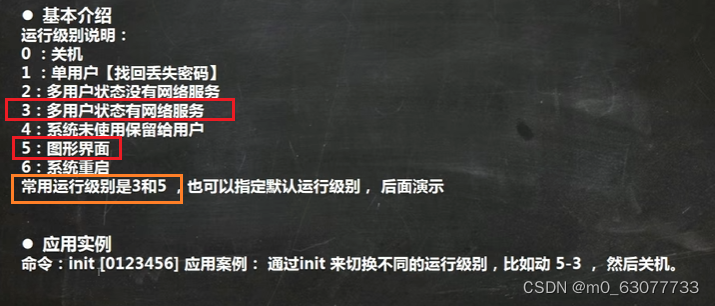 ● 基本介绍
运行级别说明：
0 ：关机
1 ：单用户【找回丢失密码】
2：多用户状态没有网络服务
3：多用户状态有网络服务
4：系统未使用保留给用户
5：图形界面
6：系统重启
常用运行级别是3和5 ，也可以指定默认运行级别， 后面演示
● 应用实例
命令：init [0123456] 应用案例： 通过init 来切换不同的运行级别，比如动 5-3 ， 然后关机。
CSDN @m0_63077733